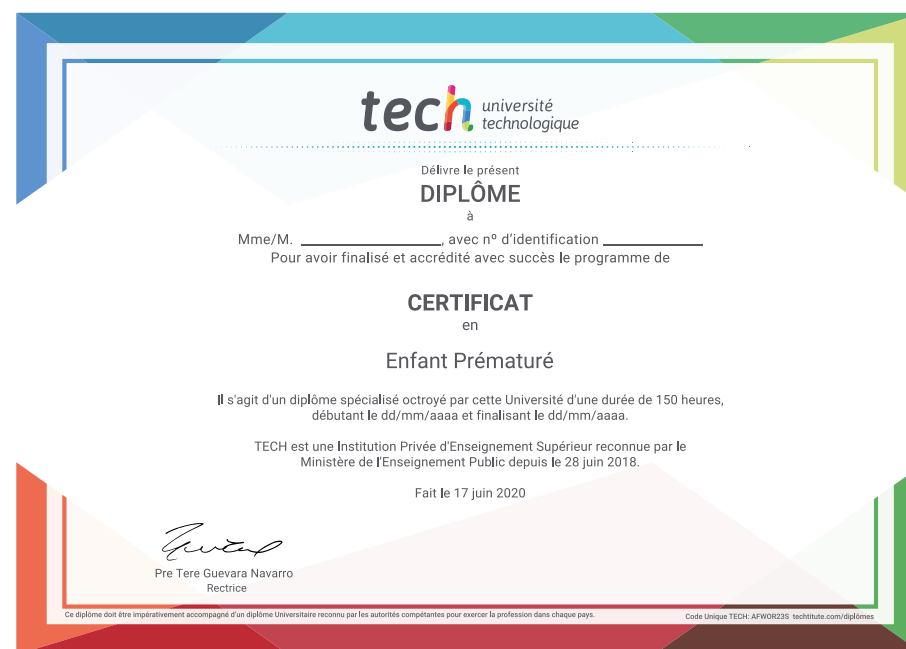 tech université
technologique
Délivre le présent
DIPLÔME
à
Mme/M. ____________________, avec nº d'identification ______________
Pour avoir finalisé et accrédité avec succès le programme de
CERTIFICAT
en
Enfant Prématuré
Il s'agit d'un diplôme spécialisé octroyé par cette Université d'une durée de 150 heures,
débutant le dd/mm/aaaa et finalisant le dd/mm/aaaa.
TECH est une Institution Privée d'Enseignement Supérieur reconnue par le
Ministère de l'Enseignement Public depuis le 28 juin 2018.
Fait le 17 juin 2020
Pre Tere Guevara Navarro
Rectrice
Ce diplôme doit être impérativement accompagné d'un diplôme Universitaire reconnu par les autorités compétantes pour exercer la profession dans chaque pays.
Code Unique TECH: AFWOR23S techtitute.com/diplômes